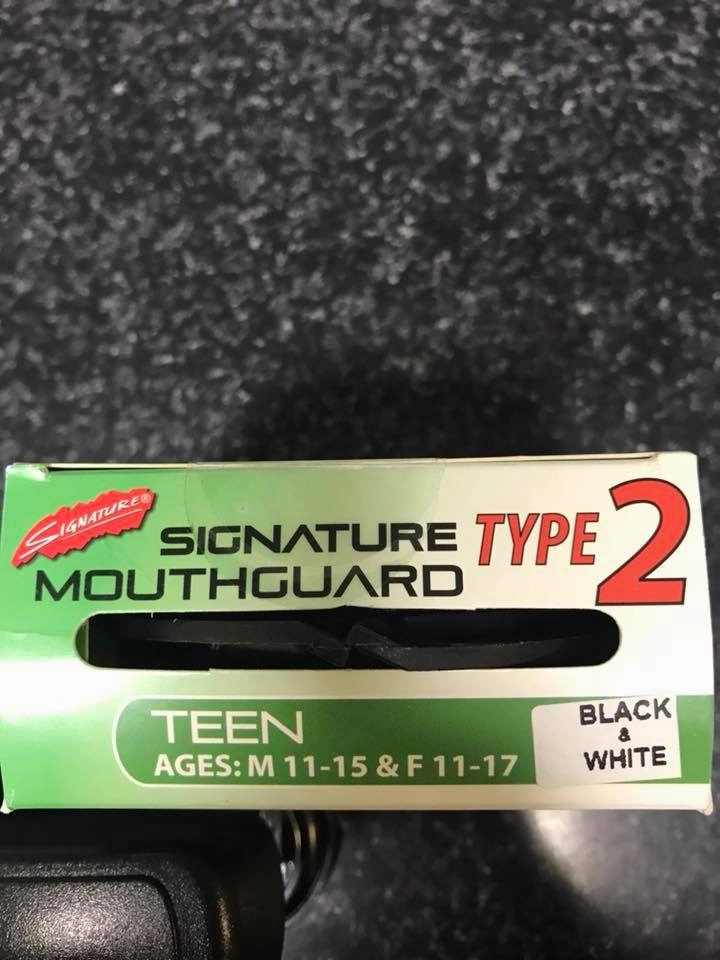 SIGNATURE®
SIGNATURE TYPE 2
MOUTHGUARD
TEEN
AGES: M 11-15 & F 11-17
BLACK
&
WHITE